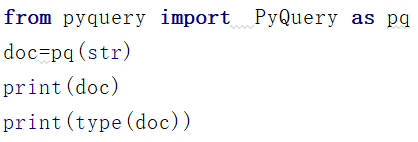 from pyquery import  PyQuery as pq
doc=pq(str)
print(doc)
print(type(doc))